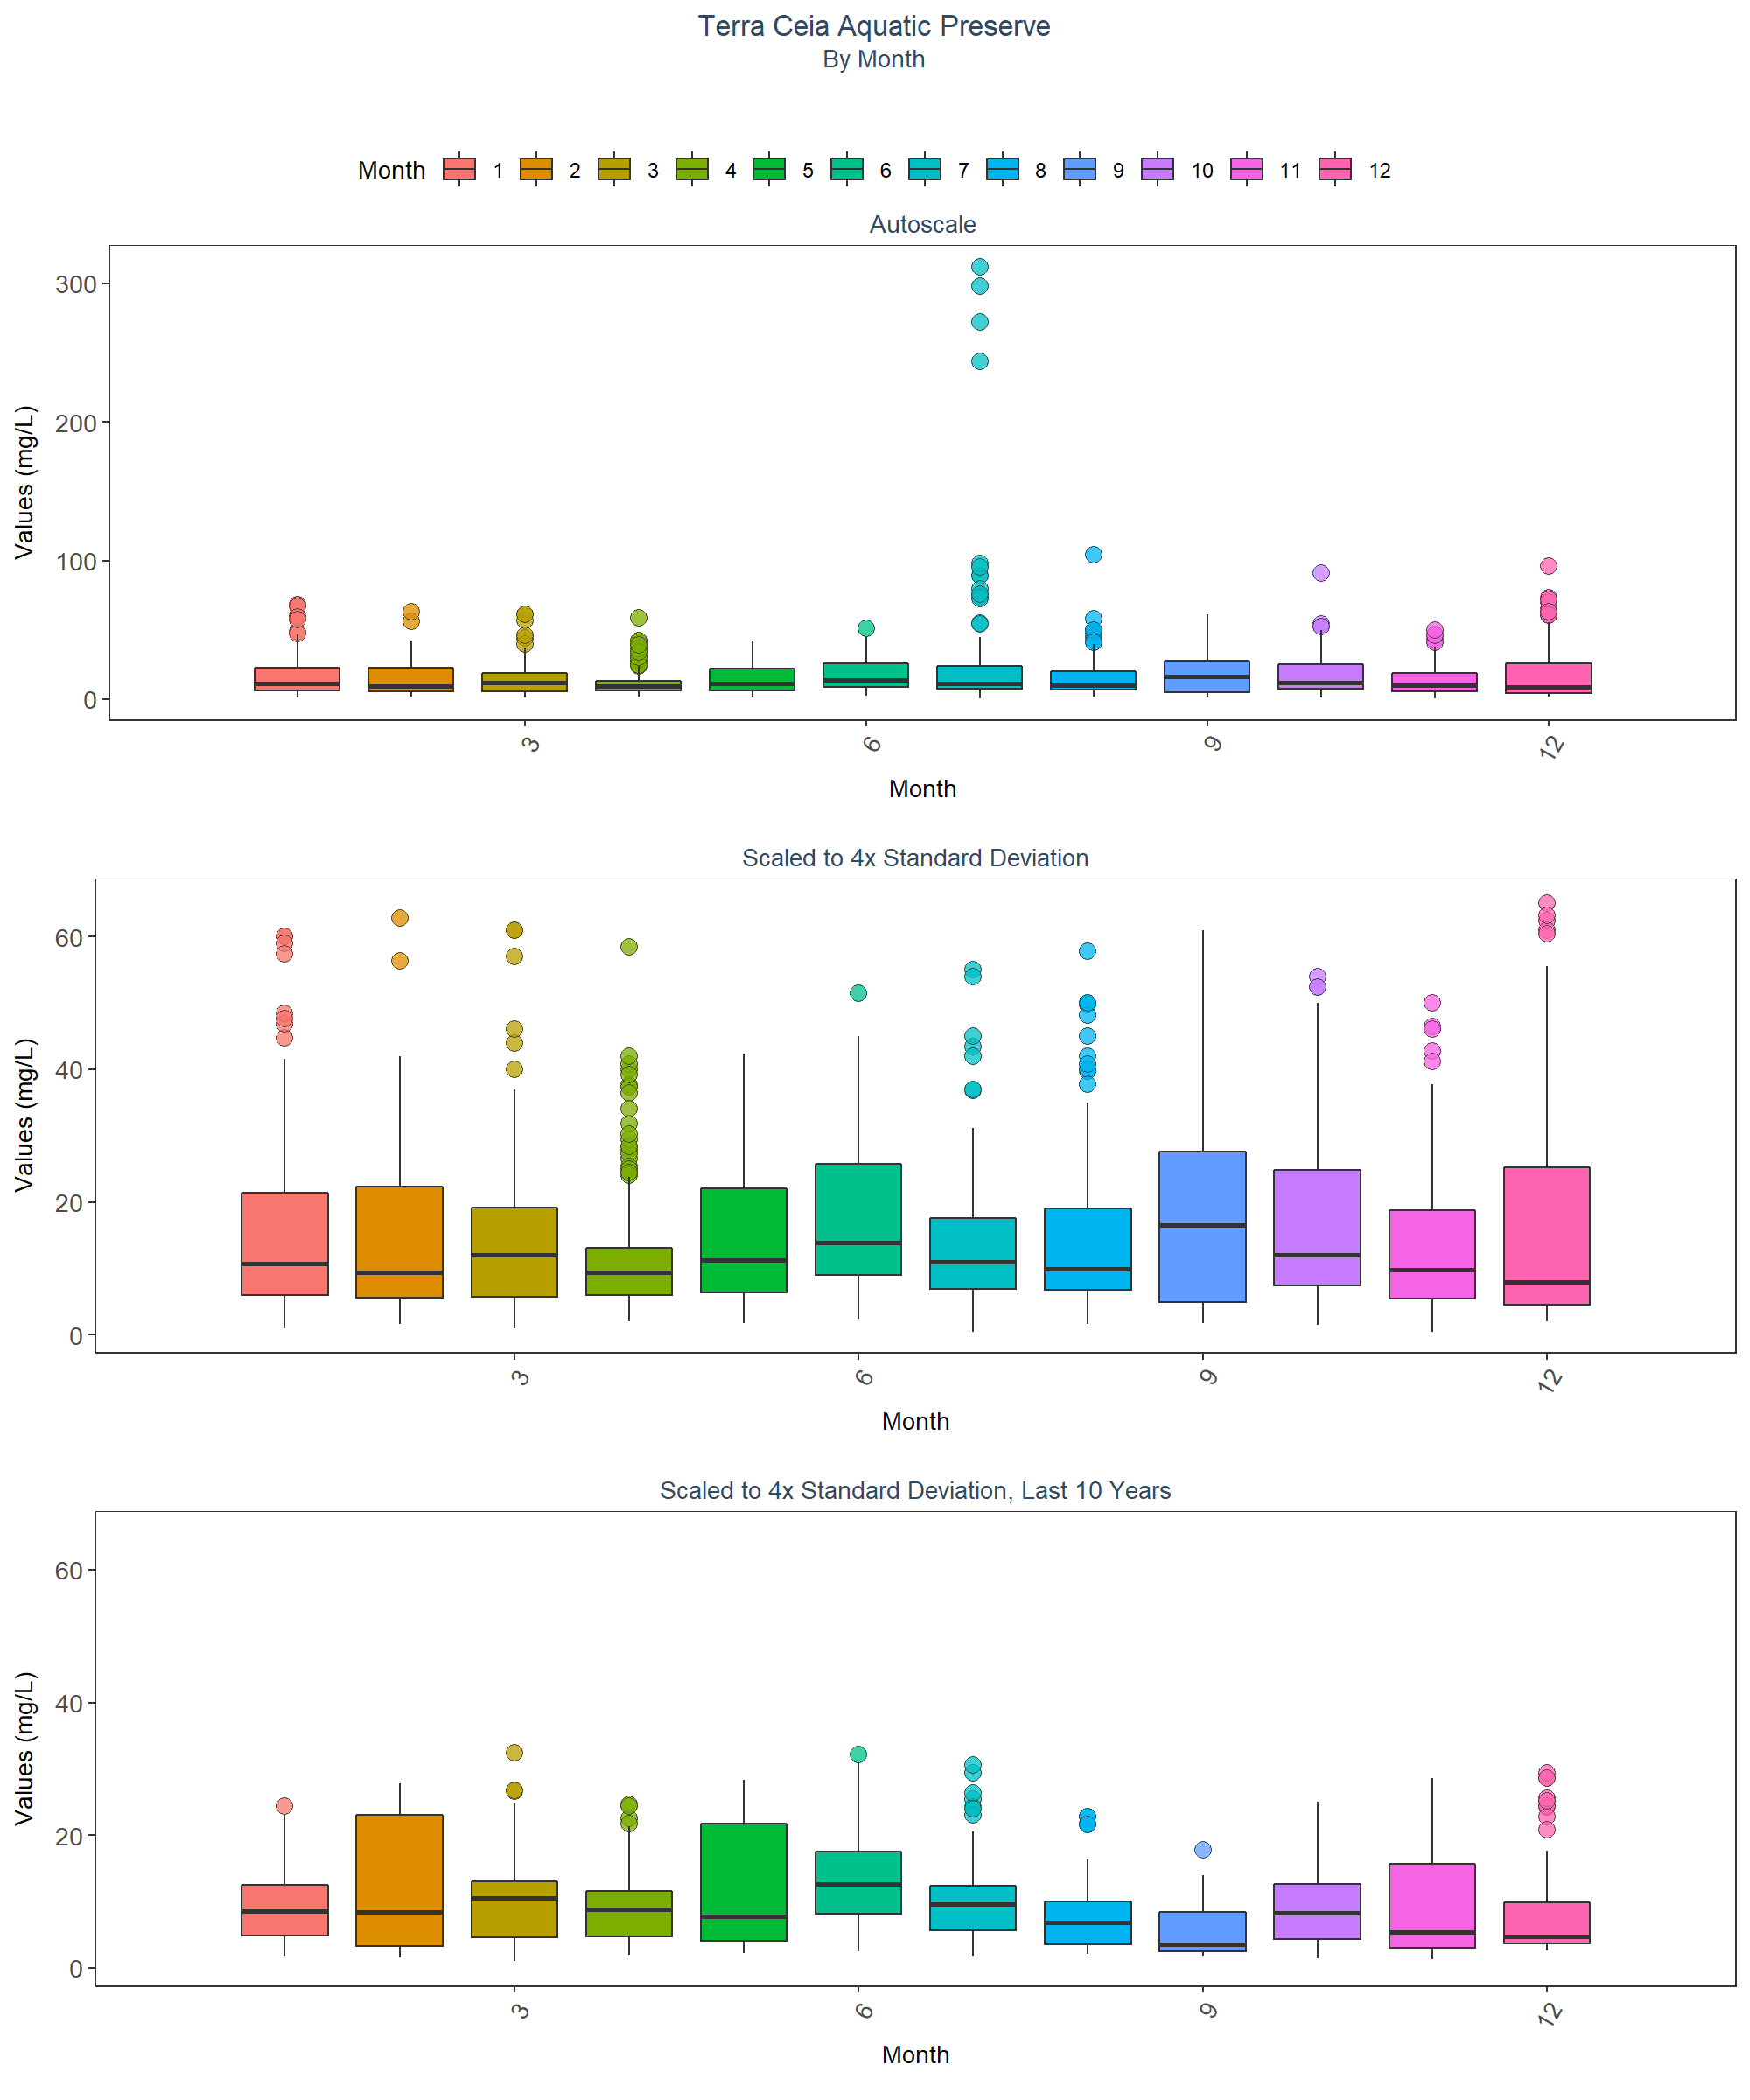 Terra Ceia Aquatic Preserve
By Month
Month 1 2 3 4 5 6 7 8 9 10 11 12
Autoscale
Values (mg/L)
300
200
100
0
3 6 9 12
Month
Scaled to 4x Standard Deviation
Values (mg/L)
60
40
20
0
3 6 9 12
Month
Scaled to 4x Standard Deviation, Last 10 Years
Values (mg/L)
60
40
20
0
3 6 9 12
Month